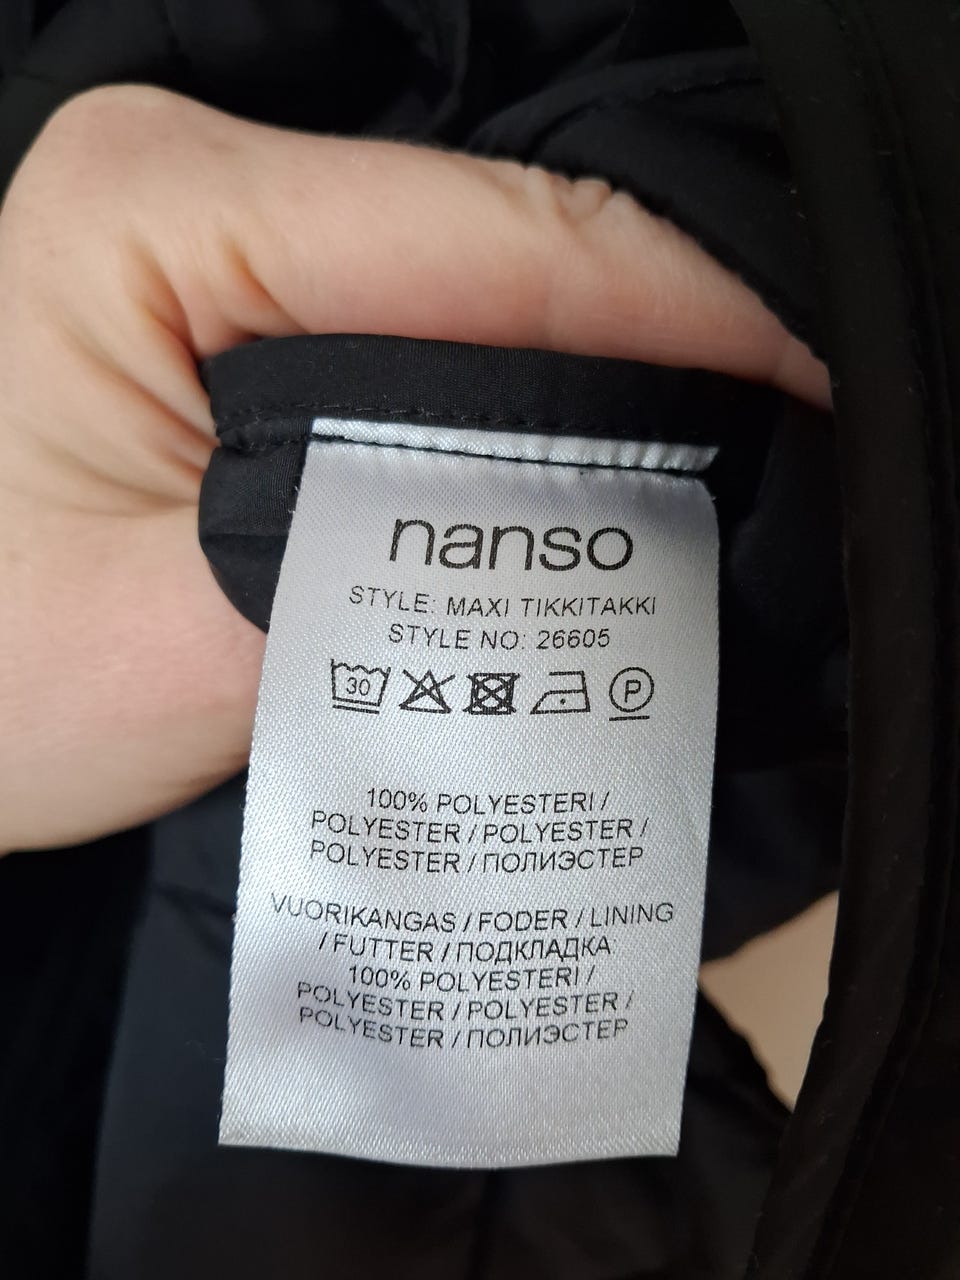 nanso
STYLE: MAXI TIKKITAKKI
STYLE NO: 26605
30 P
100% POLYESTERI /
POLYESTER / POLYESTER /
POLYESTER / ПОЛИЭСТЕР
VUORIKANGAS / FODER / LINING
/ FUTTER / ПОДКЛАДКА
100% POLYESTERI /
POLYESTER / POLYESTER /
POLYESTER / ПОЛИЭСТЕР